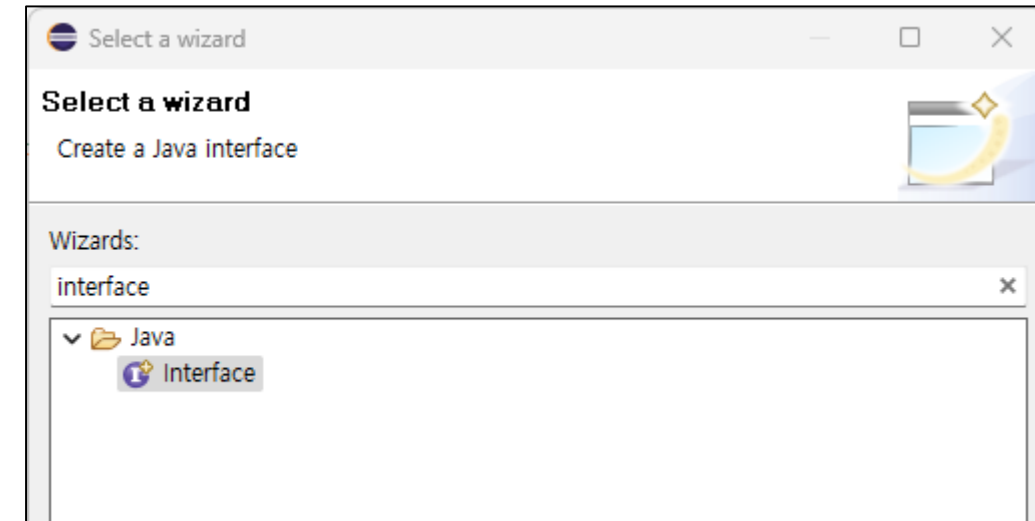 Select a wizard
Select a wizard
Create a Java interface
Wizards:
interface
Java
Interface